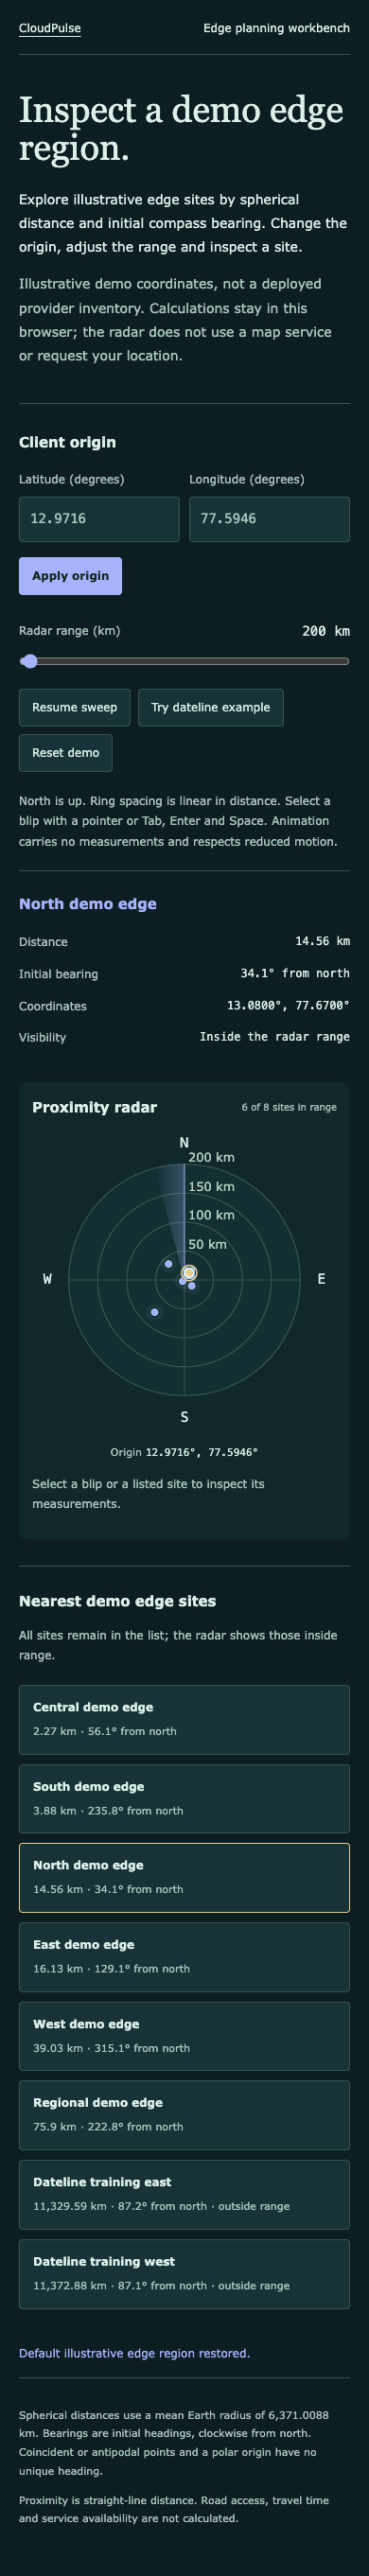 CloudPulse
Edge planning workbench
Inspect a demo edge
region.
Explore illustrative edge sites by spherical
distance and initial compass bearing. Change the
origin, adjust the range and inspect a site.
Illustrative demo coordinates, not a deployed
provider inventory. Calculations stay in this
browser; the radar does not use a map service
or request your location.
Client origin
Latitude (degrees)
Longitude (degrees)
12.9716
77.5946
Apply origin
Radar range (km)
200 km
Resume sweep
Try dateline example
Reset demo
North is up. Ring spacing is linear in distance. Select a
blip with a pointer or Tab, Enter and Space. Animation
carries no measurements and respects reduced motion.
North demo edge
Distance
14.56 km
Initial bearing
34.1° from north
Coordinates
13.0800°, 77.6700°
Visibility
Inside the radar range
Proximity radar
6 of 8 sites in range
N
200 km
150 km
100 km
50 km
W
E
S
Origin 12.9716°, 77.5946°
Select a blip or a listed site to inspect its
measurements.
Nearest demo edge sites
All sites remain in the list; the radar shows those inside
range.
Central demo edge
2.27 km · 56.1° from north
South demo edge
3.88 km · 235.8° from north
North demo edge
14.56 km · 34.1° from north
East demo edge
16.13 km · 129.1° from north
West demo edge
39.03 km · 315.1° from north
Regional demo edge
75.9 km · 222.8° from north
Dateline training east
11,329.59 km · 87.2° from north · outside range
Dateline training west
11,372.88 km · 87.1° from north · outside range
Default illustrative edge region restored.
Spherical distances use a mean Earth radius of 6,371.0088
km. Bearings are initial headings, clockwise from north.
Coincident or antipodal points and a polar origin have no
unique heading.
Proximity is straight-line distance. Road access, travel time
and service availability are not calculated.